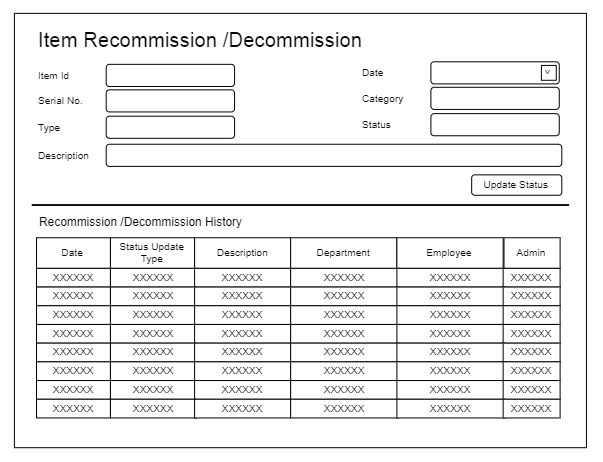 Item Recommission /Decommission
Item Id
Date
v
Serial No.
Category
Type
Status
Description
Update Status
Recommission /Decommission History
Date Status Update Type Description Department Employee Admin
XXXXXX XXXXXX XXXXXX XXXXXX XXXXXX XXXXXX
XXXXXX XXXXXX XXXXXX XXXXXX XXXXXX XXXXXX
XXXXXX XXXXXX XXXXXX XXXXXX XXXXXX XXXXXX
XXXXXX XXXXXX XXXXXX XXXXXX XXXXXX XXXXXX
XXXXXX XXXXXX XXXXXX XXXXXX XXXXXX XXXXXX
XXXXXX XXXXXX XXXXXX XXXXXX XXXXXX XXXXXX
XXXXXX XXXXXX XXXXXX XXXXXX XXXXXX XXXXXX
XXXXXX XXXXXX XXXXXX XXXXXX XXXXXX XXXXXX